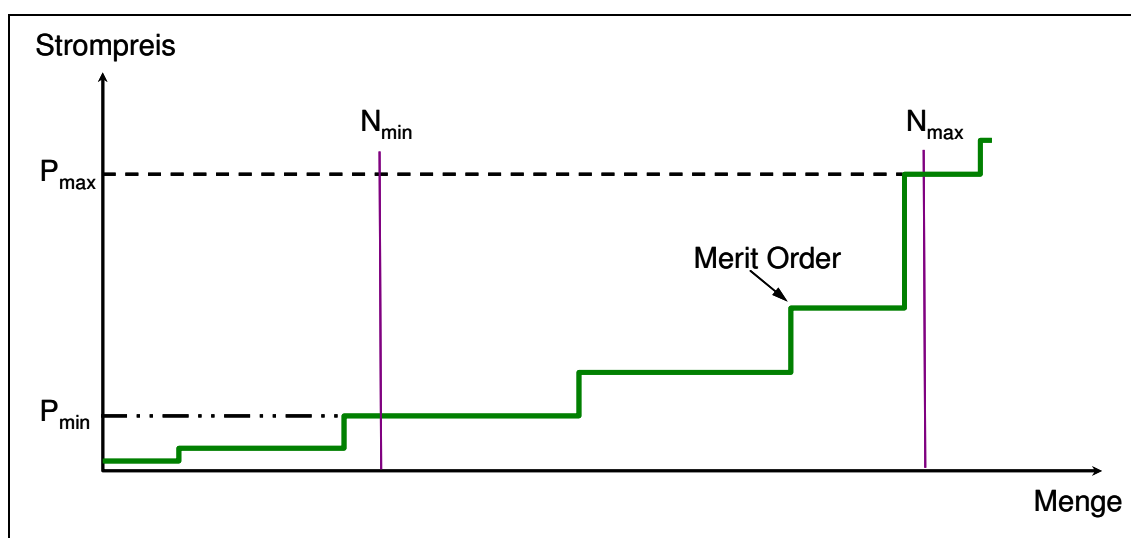 Strompreis
Nmin
Nmax
Pmax
Merit Order
Pmin
Menge